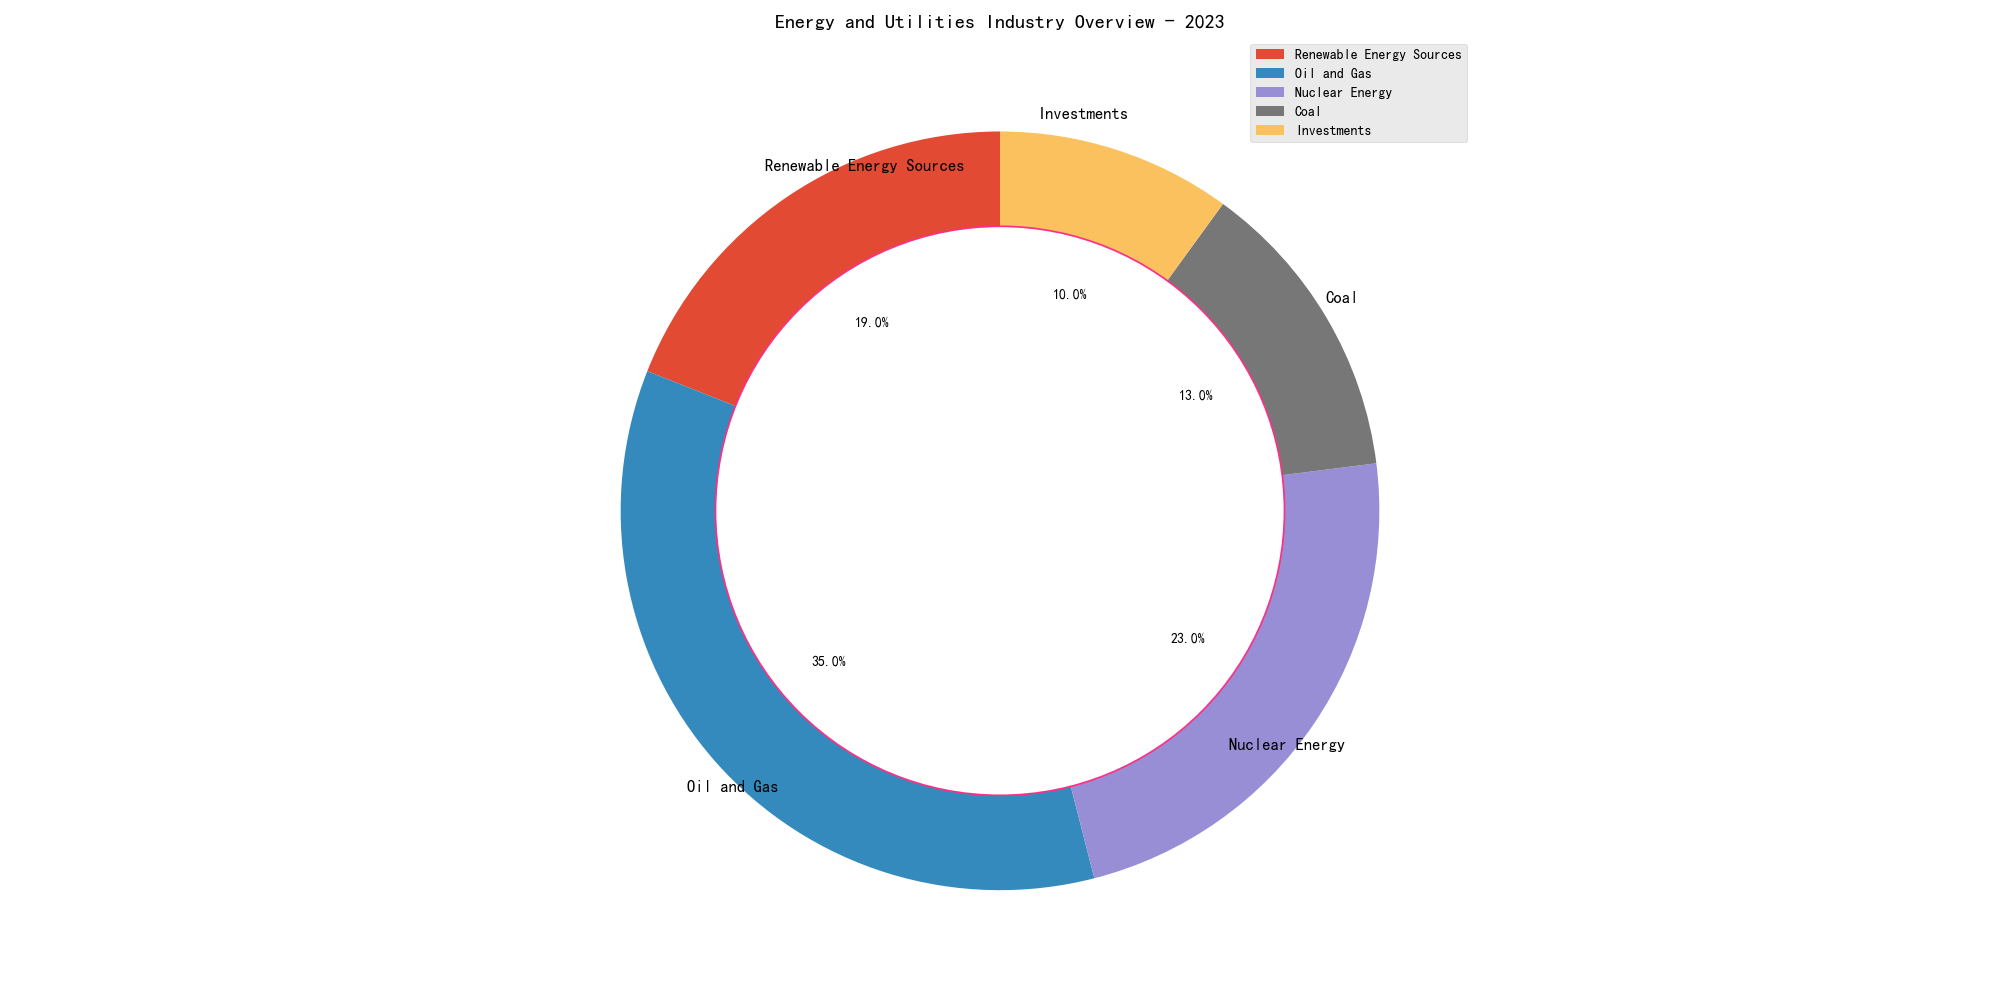 Energy and Utilities Industry Overview - 2023
Renewable Energy Sources
Oil and Gas
Nuclear Energy
Coal
Investments
Investments
Renewable Energy Sources
Coal
10.0%
19.0%
13.0%
23.0%
35.0%
Nuclear Energy
Oil and Gas